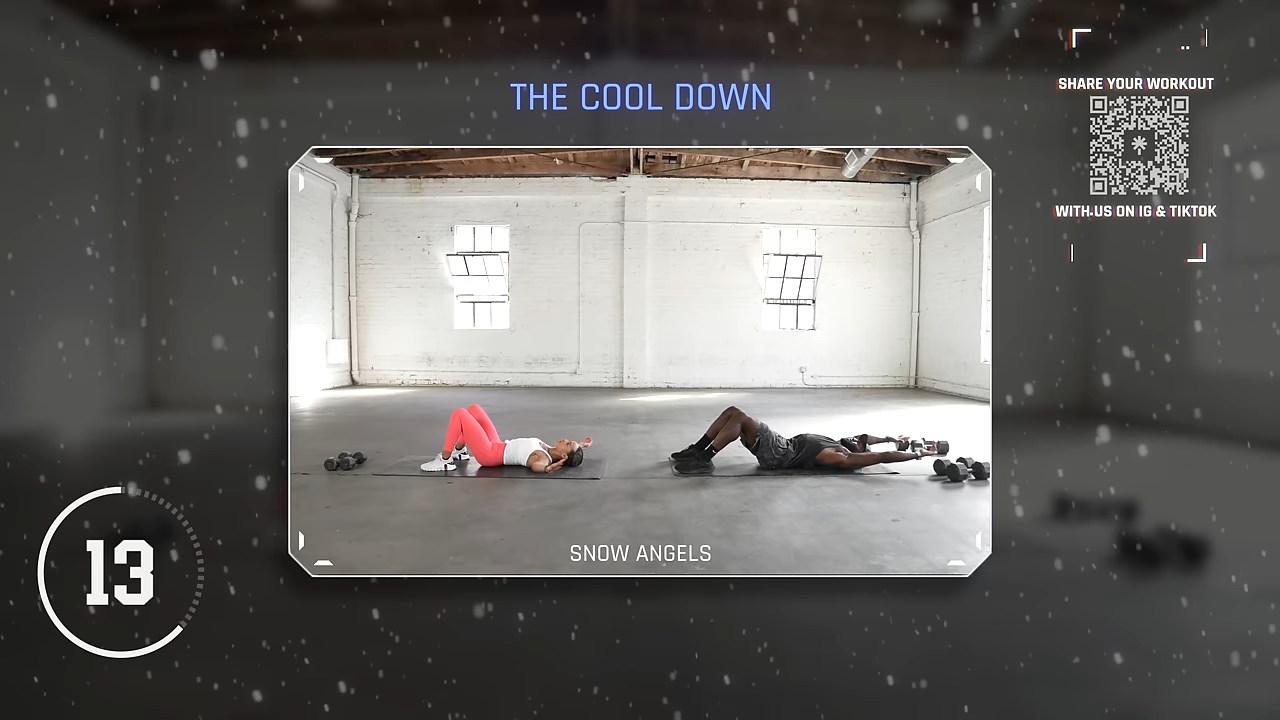 THE COOL DOWN
SHARE YOUR WORKOUT
WITH US ON IG & TIKTOK
SNOW ANGELS
13